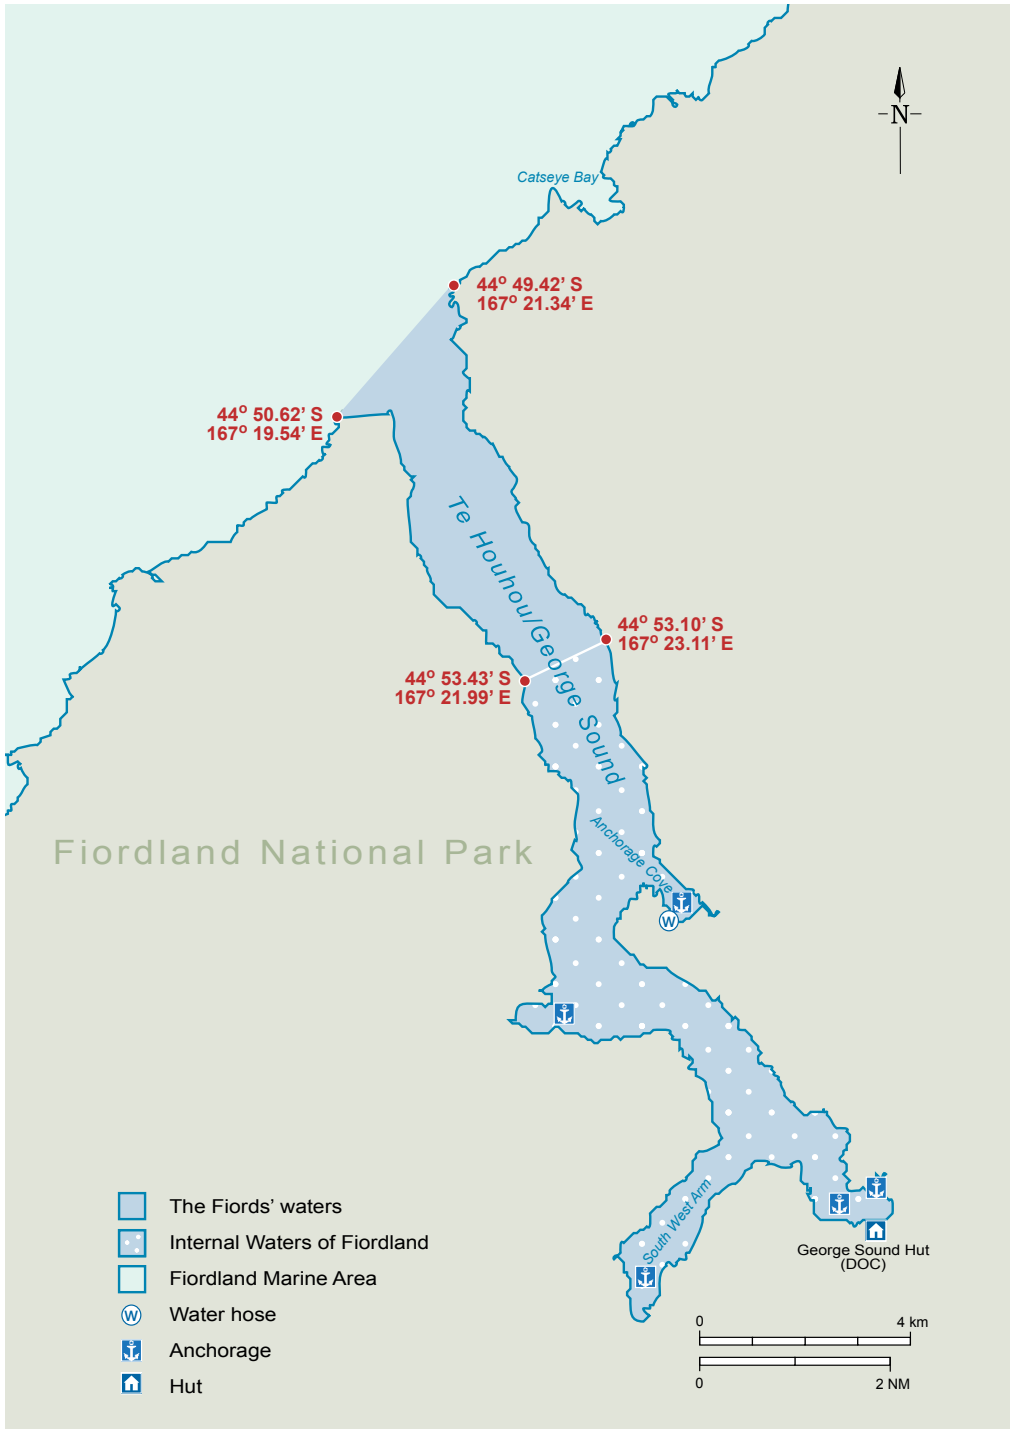 N
Catseye Bay
44° 49.42’ S
167° 21.34’ E
44° 50.62’ S
167° 19.54’ E
Te Houhou/George Sound
44° 53.10’ S
167° 23.11’ E
44° 53.43’ S
167° 21.99’ E
Fiordland National Park
Anchorage Cove
W
South West Arm
George Sound Hut
(DOC)
The Fiords’ waters
Internal Waters of Fiordland
Fiordland Marine Area
W Water hose
Anchorage
Hut
0 4 km
0 2 NM